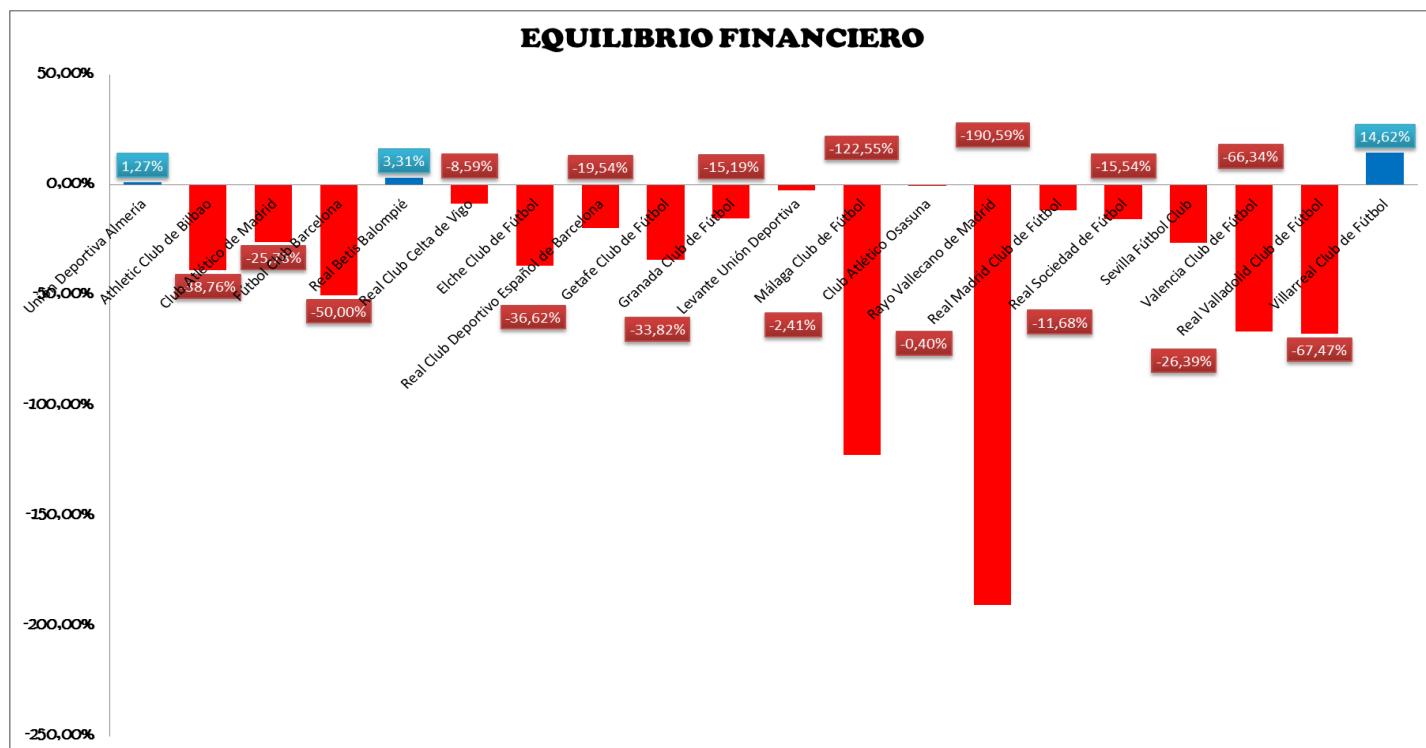 EQUILIBRIO FINANCIERO
50,00%
0,00%
-50,00%
-100,00%
-150,00%
-200,00%
-250,00%
1,27%
-38,76%
-50,00%
3,31%
-8,59%
-36,62%
-19,54%
-33,82%
-15,19%
-2,41%
-122,55%
-0,40%
-190,59%
-11,68%
-15,54%
-26,39%
-66,34%
-67,47%
14,62%
Unión Deportiva Almería
Athletic Club de Bilbao
Club Atlético de Madrid
Fútbol Club Barcelona
Real Betis Balompié
Real Club Celta de Vigo
Elche Club de Fútbol
Real Club Deportivo Español de Barcelona
Getafe Club de Fútbol
Granada Club de Fútbol
Levante Unión Deportiva
Málaga Club de Fútbol
Club Atlético Osasuna
Rayo Vallecano de Madrid
Real Madrid Club de Fútbol
Real Sociedad de Fútbol
Sevilla Fútbol Club
Valencia Club de Fútbol
Real Valladolid Club de Fútbol
Villarreal Club de Fútbol